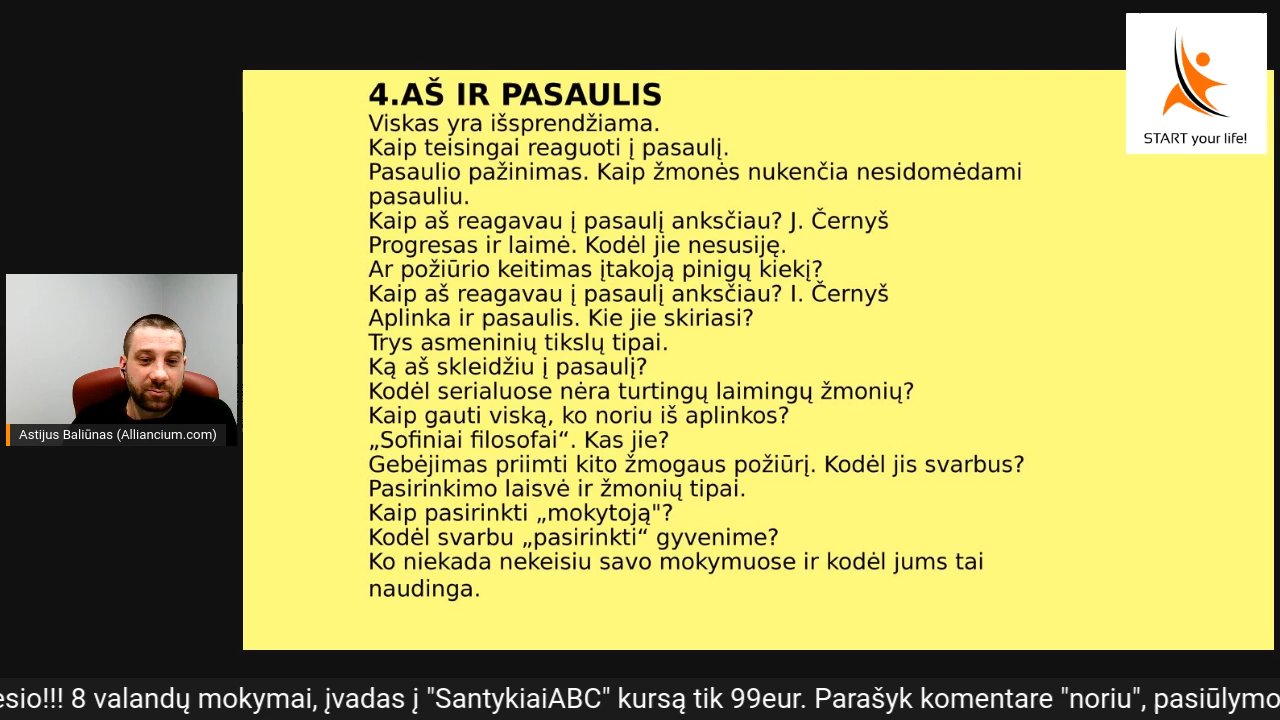 START your life!
4.AŠ IR PASAULIS
Viskas yra išsprendžiama.
Kaip teisingai reaguoti į pasaulį.
Pasaulio pažinimas. Kaip žmonės nukenčia nesidomėdami
pasauliu.
Kaip aš reagavau į pasaulį anksčiau? J. Černyš
Progresas ir laimė. Kodėl jie nesusiję.
Ar požiūrio keitimas įtakoją pinigų kiekį?
Kaip aš reagavau į pasaulį anksčiau? I. Černyš
Aplinka ir pasaulis. Kie jie skiriasi?
Trys asmeninių tikslų tipai.
Ką aš skleidžiu į pasaulį?
Kodėl serialuose nėra turtingų laimingų žmonių?
Kaip gauti viską, ko noriu iš aplinkos?
„Sofiniai filosofai“. Kas jie?
Gebėjimas priimti kito žmogaus požiūrį. Kodėl jis svarbus?
Pasirinkimo laisvė ir žmonių tipai.
Kaip pasirinkti „mokytoją"?
Kodėl svarbu „pasirinkti“ gyvenime?
Ko niekada nekeisiu savo mokymuose ir kodėl jums tai
naudinga.
Astijus Baliūnas (Alliancium.com)
esio!!! 8 valandų mokymai, įvadas į "SantykiaiABC" kursą tik 99eur. Parašyk komentare "noriu", pasiūlymo